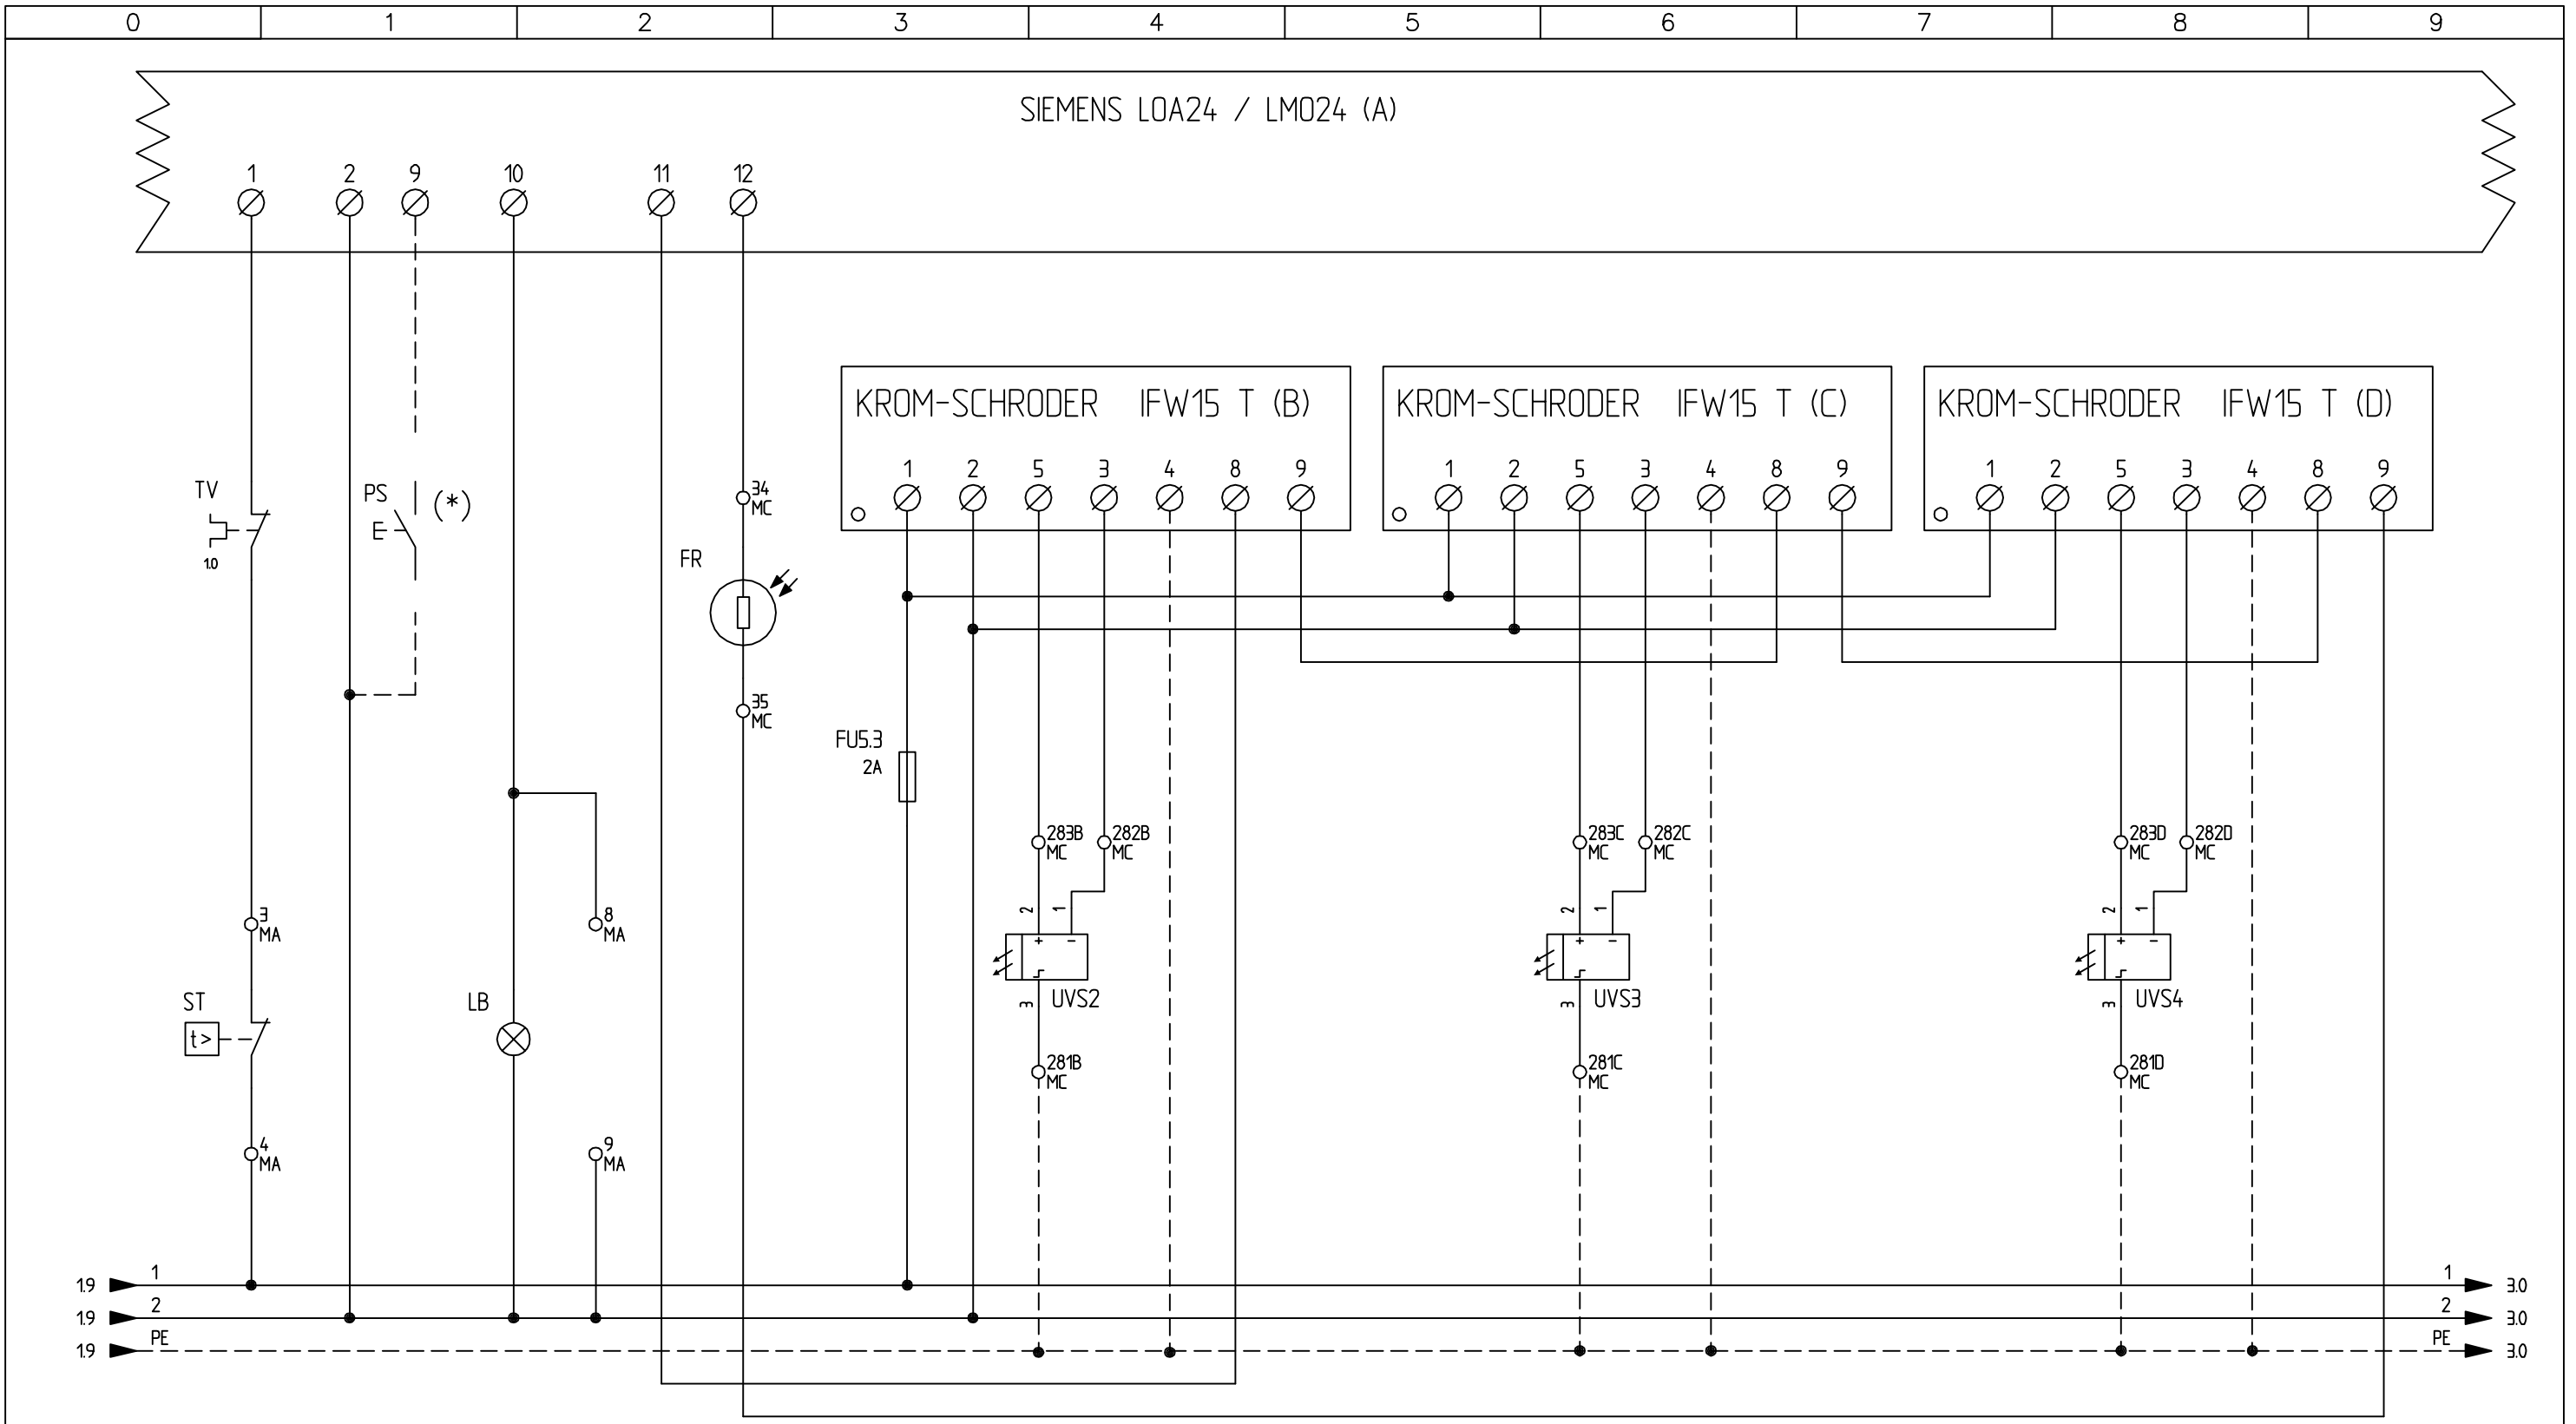 0 1 2 3 4 5 6 7 8 9
SIEMENS LOA24 / LMO24 (A)
1 2 9 10 11 12
KROM-SCHRODER IFW15 T (B)
1 2 5 3 4 8 9
KROM-SCHRODER IFW15 T (C)
1 2 5 3 4 8 9
KROM-SCHRODER IFW15 T (D)
1 2 5 3 4 8 9
TV
1.0
PS
E
(*)
34
MC
FR
35
MC
FU5.3
2A
283B
MC
282B
MC
283C
MC
282C
MC
283D
MC
282D
MC
3
MA
8
MA
2 1
+ -
3
UVS2
2 1
+ -
3
UVS3
2 1
+ -
3
UVS4
ST
t>
LB
281B
MC
281C
MC
281D
MC
4
MA
9
MA
1.9 1 1 3.0
1.9 2 2 3.0
1.9 PE PE 3.0